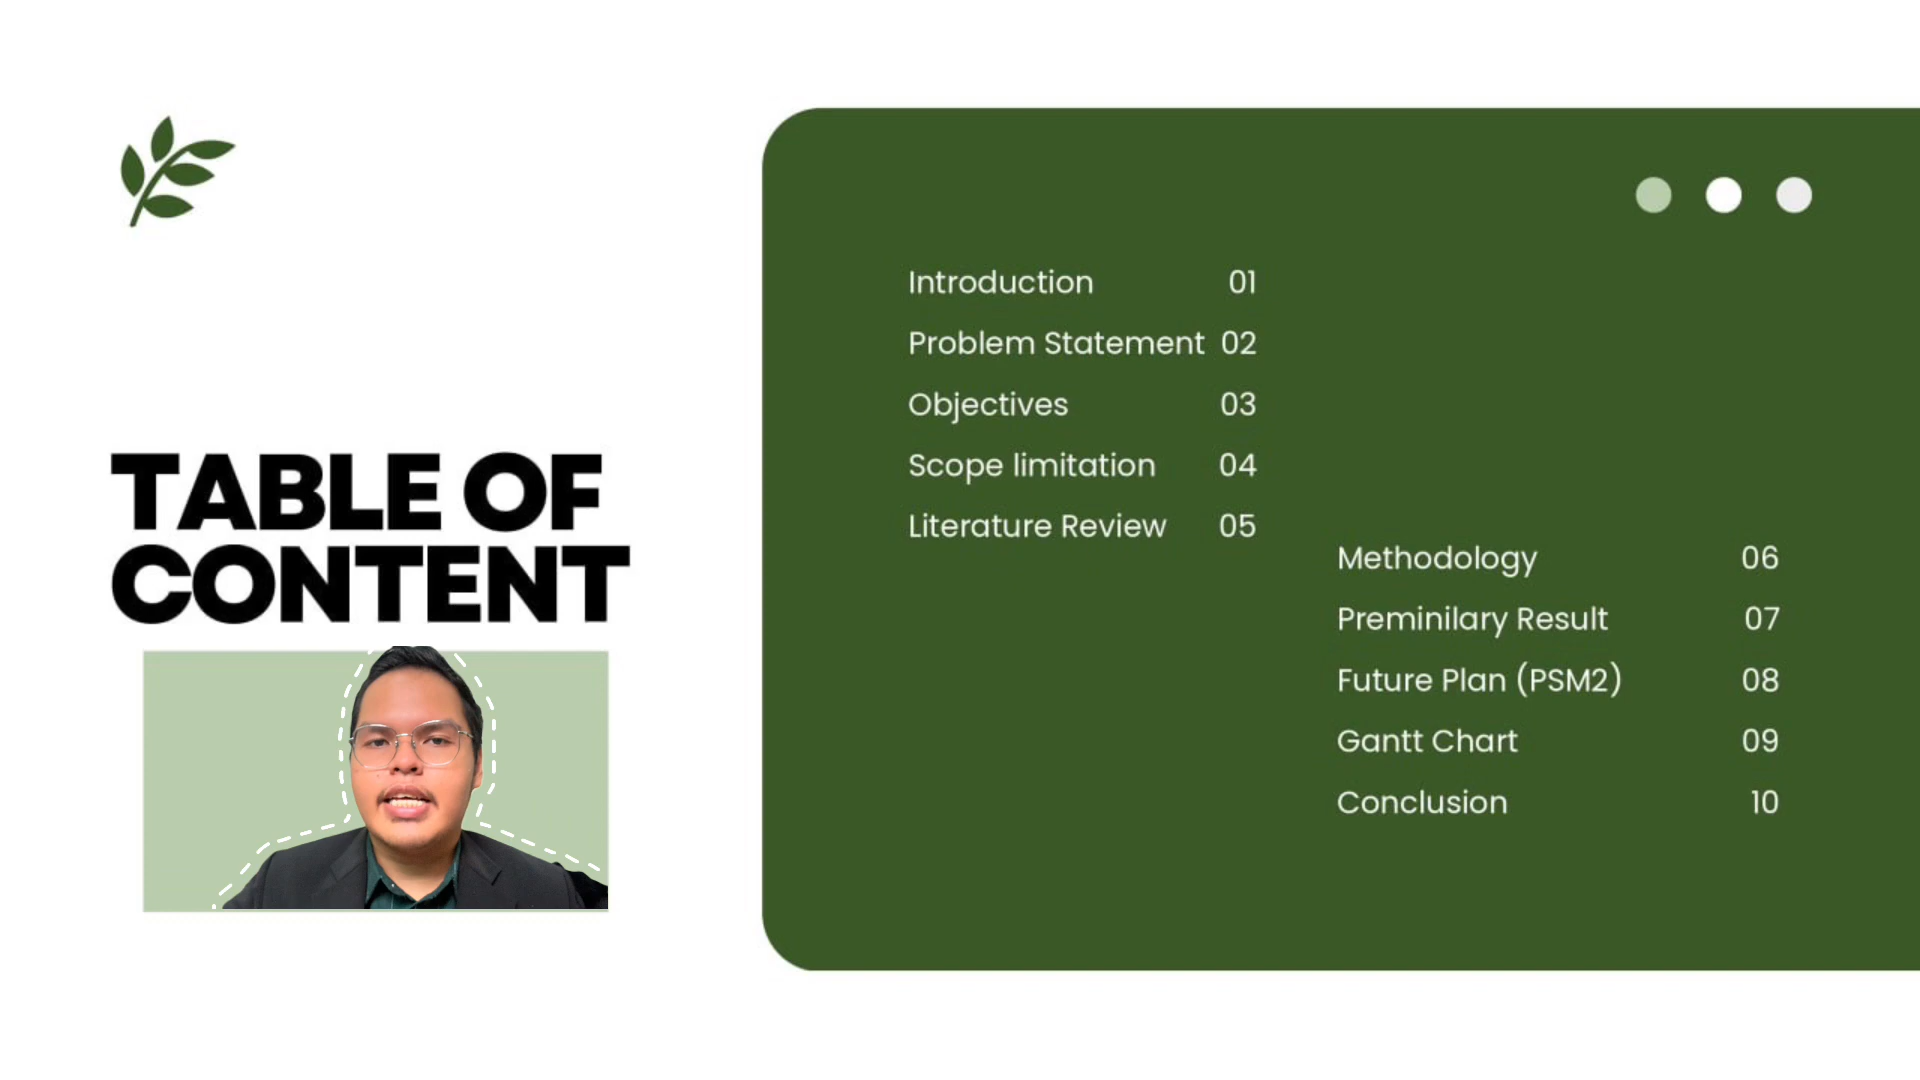 TABLE OF
CONTENT
Introduction 01
Problem Statement 02
Objectives 03
Scope limitation 04
Literature Review 05
Methodology 06
Preminilary Result 07
Future Plan (PSM2) 08
Gantt Chart 09
Conclusion 10